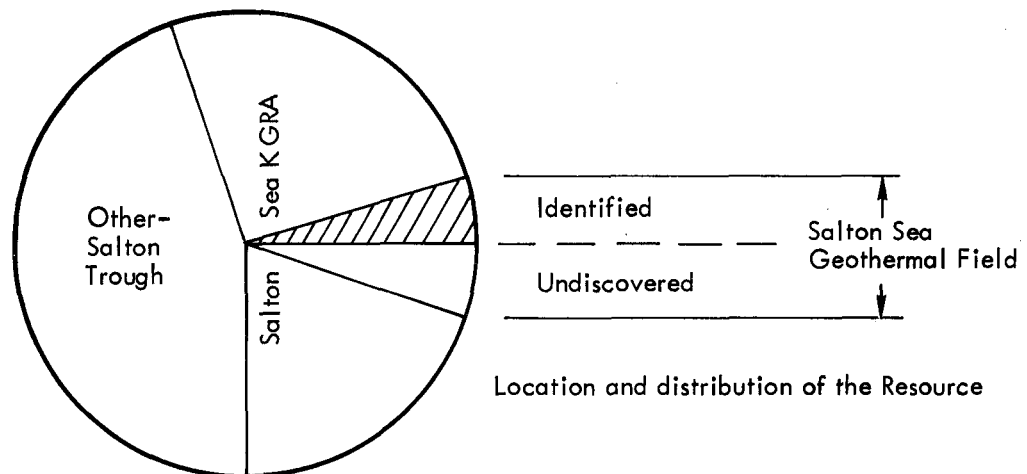 Other-
Salton
Trough
Salton Sea KGRA
Identified
Undiscovered
Salton Sea
Geothermal Field
Location and distribution of the Resource